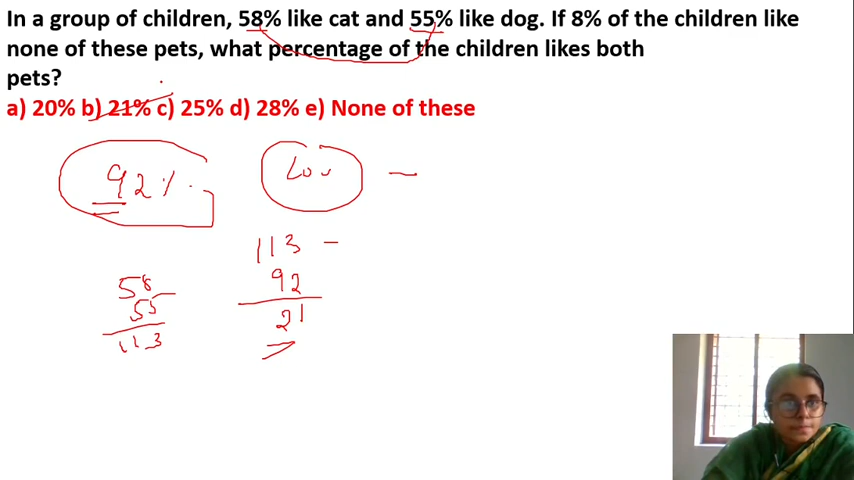 In a group of children, 58% like cat and 55% like dog. If 8% of the children like
none of these pets, what percentage of the children likes both
pets?
a) 20% b) 21% c) 25% d) 28% e) None of these
92%
100
113
92
21
58
55
113